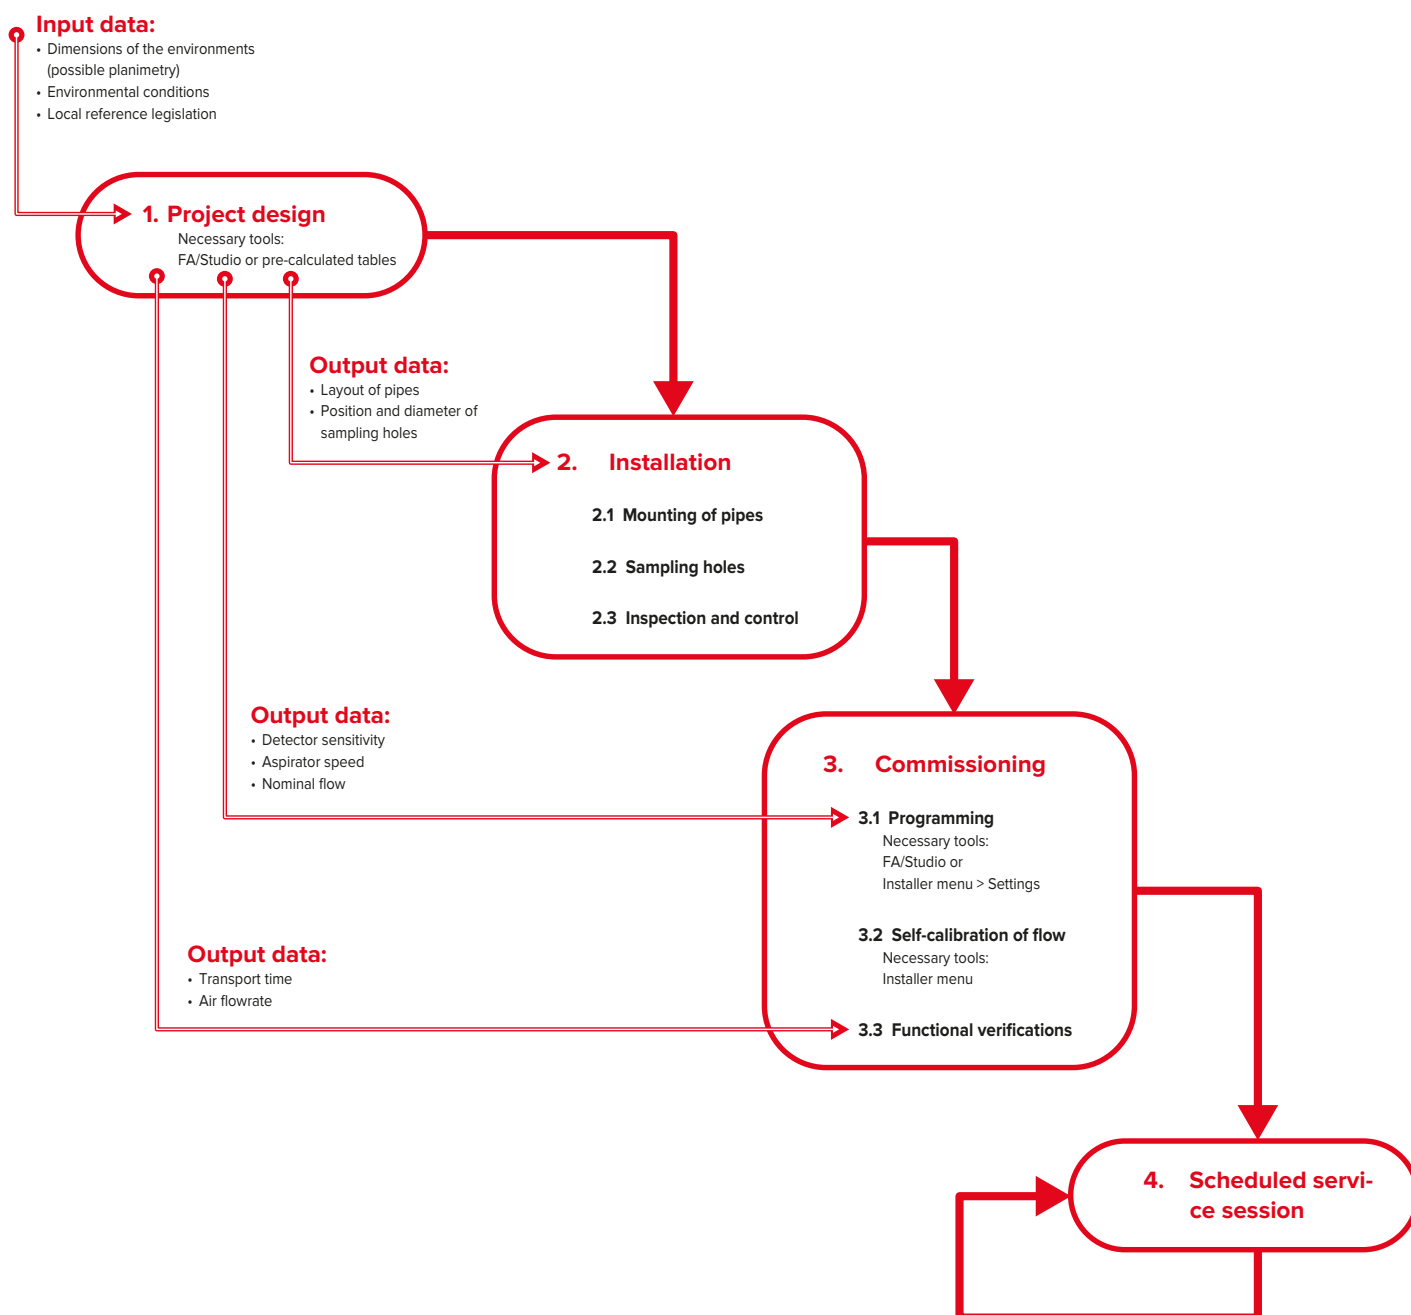 Input data:
• Dimensions of the environments
(possible planimetry)
• Environmental conditions
• Local reference legislation
1. Project design
Necessary tools:
FA/Studio or pre-calculated tables
Output data:
• Layout of pipes
• Position and diameter of
sampling holes
2. Installation
2.1 Mounting of pipes
2.2 Sampling holes
2.3 Inspection and control
Output data:
• Detector sensitivity
• Aspirator speed
• Nominal flow
3. Commissioning
3.1 Programming
Necessary tools:
FA/Studio or
Installer menu > Settings
3.2 Self-calibration of flow
Necessary tools:
Installer menu
Output data:
• Transport time
• Air flowrate
3.3 Functional verifications
4. Scheduled servi-
ce session